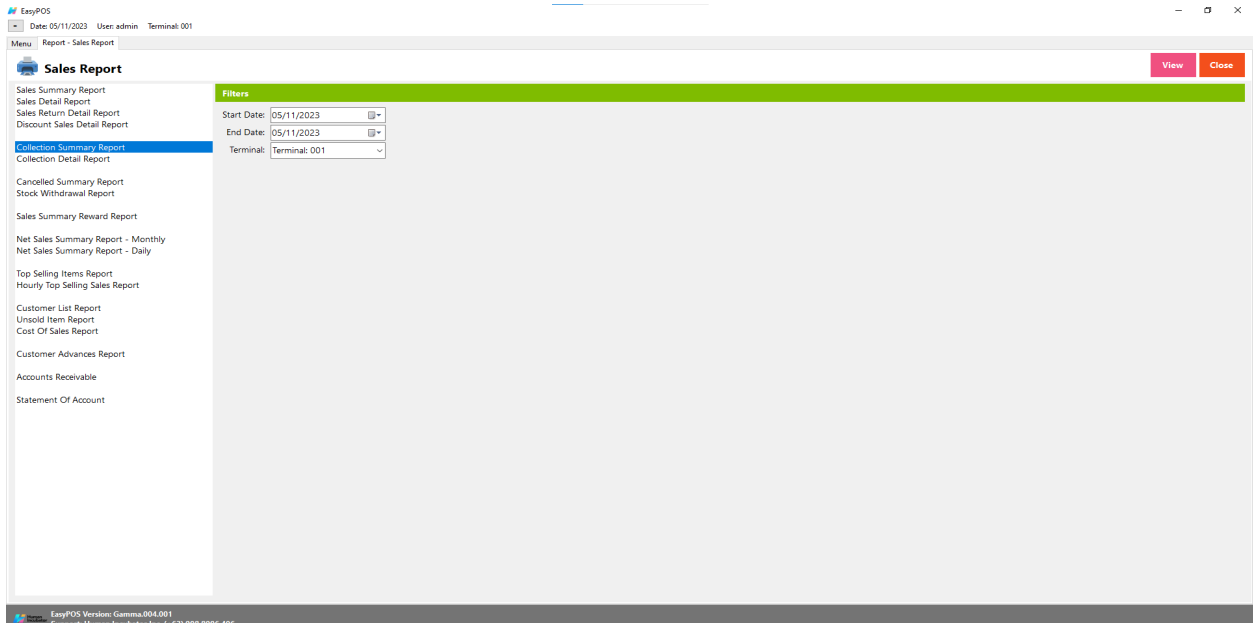 EasyPOS
Date: 05/11/2023 User: admin Terminal: 001
Menu Report - Sales Report
Sales Report
View Close
Sales Summary Report
Sales Detail Report
Sales Return Detail Report
Discount Sales Detail Report
Collection Summary Report
Collection Detail Report
Cancelled Summary Report
Stock Withdrawal Report
Sales Summary Reward Report
Net Sales Summary Report - Monthly
Net Sales Summary Report - Daily
Top Selling Items Report
Hourly Top Selling Sales Report
Customer List Report
Unsold Item Report
Cost Of Sales Report
Customer Advances Report
Accounts Receivable
Statement Of Account
Filters
Start Date: 05/11/2023
End Date: 05/11/2023
Terminal: Terminal: 001
EasyPOS Version: Gamma.004.001